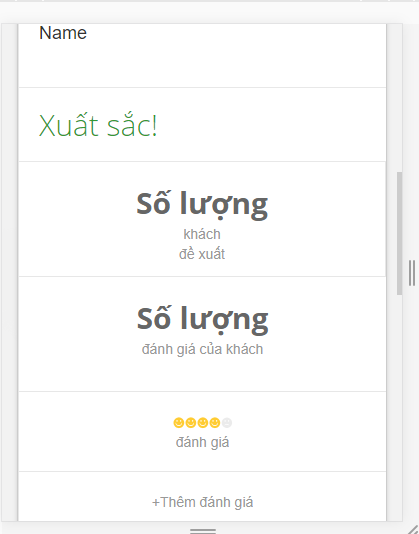 Name
Xuất sắc!
Số lượng
khách
đề xuất
Số lượng
đánh giá của khách
đánh giá
+Thêm đánh giá